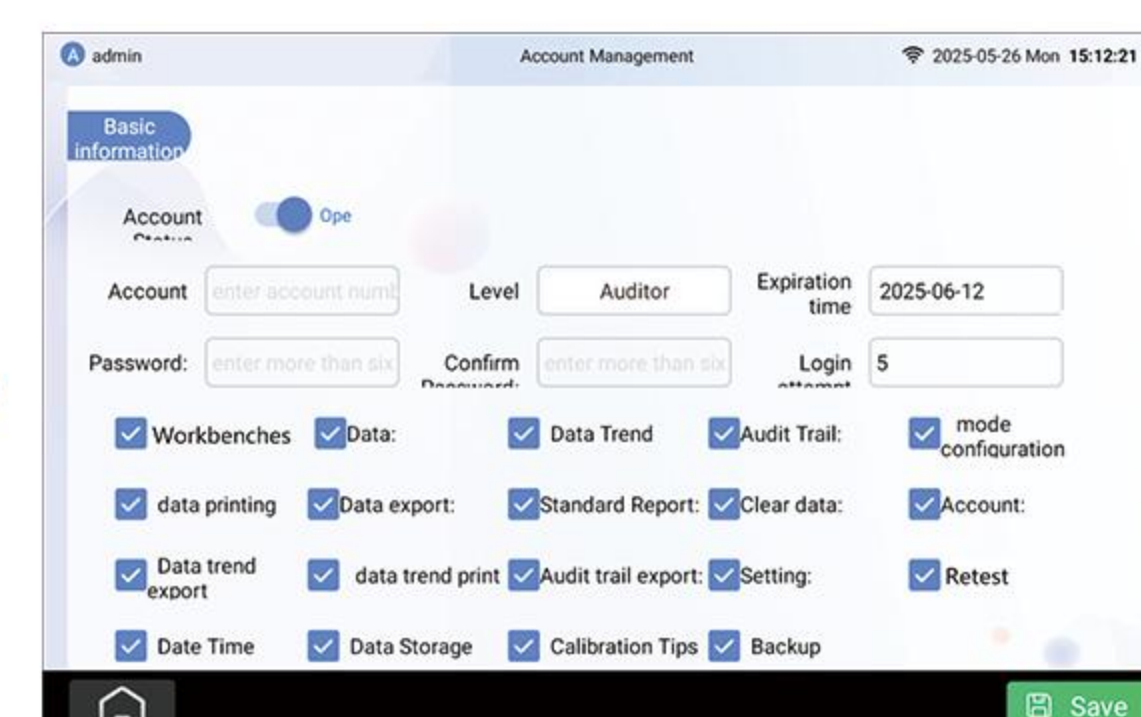 A admin Account Management 2025-05-26 Mon 15:12:21
Basic
information
Account Ope
Status
Account enter account numb Level Auditor Expiration
time 2025-06-12
Password: enter more than six Confirm
Password: enter more than six Login
attempt 5
Workbenches Data: Data Trend Audit Trail: mode
configuration
data printing Data export: Standard Report: Clear data: Account:
Data trend
export data trend print Audit trail export: Setting: Retest
Date Time Data Storage Calibration Tips Backup
Save